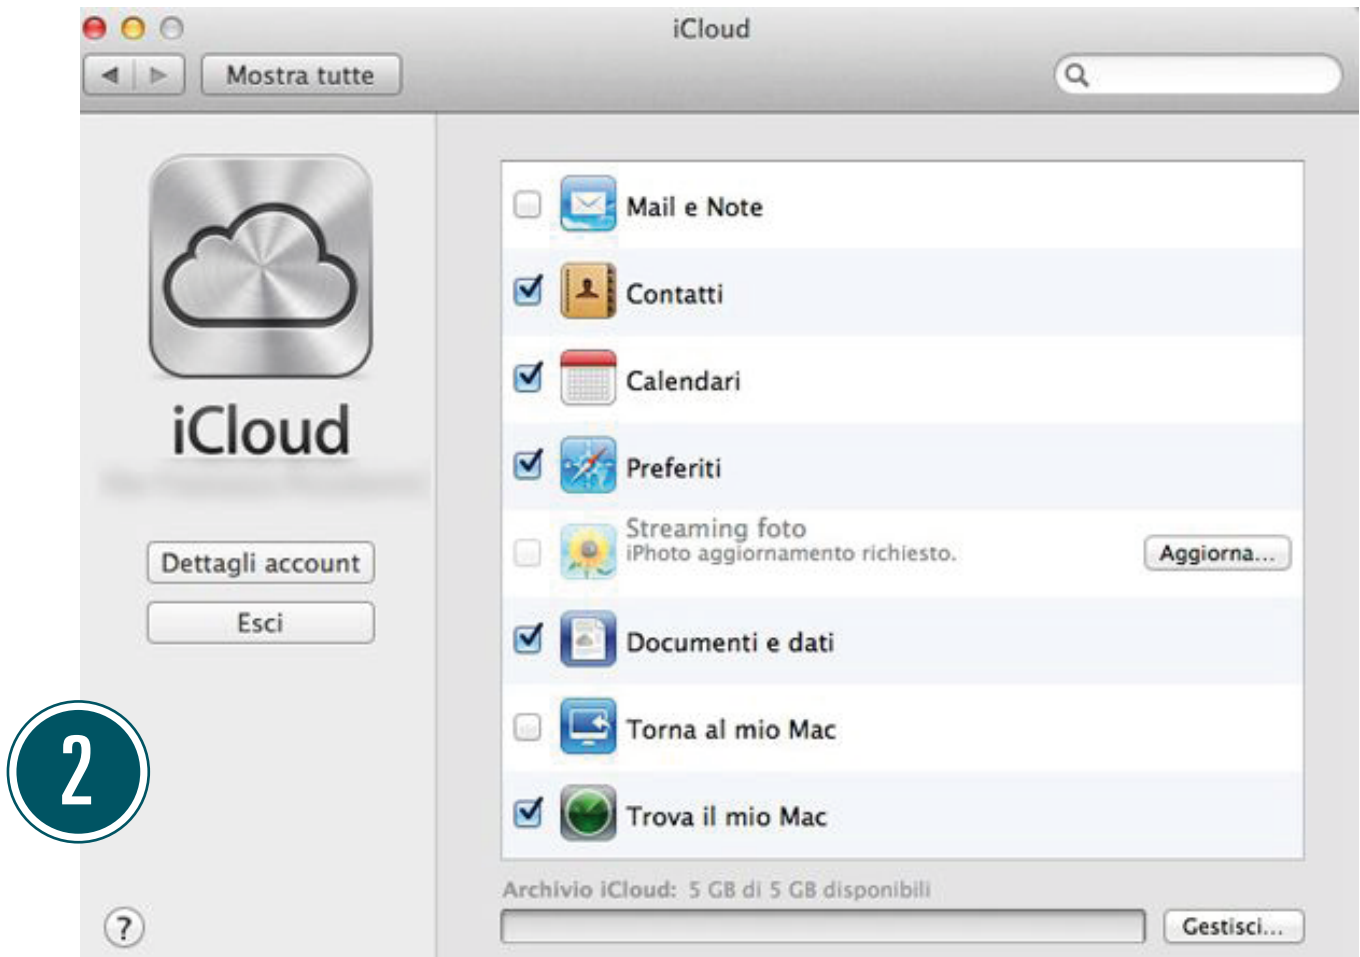 iCloud
Mostra tutte
Mail e Note
Contatti
Calendari
iCloud
Preferiti
Streaming foto
iPhoto aggiornamento richiesto.
Aggiorna...
Dettagli account
Esci
Documenti e dati
Torna al mio Mac
2
Trova il mio Mac
Archivio iCloud: 5 GB di 5 GB disponibili
?
Gestisci...